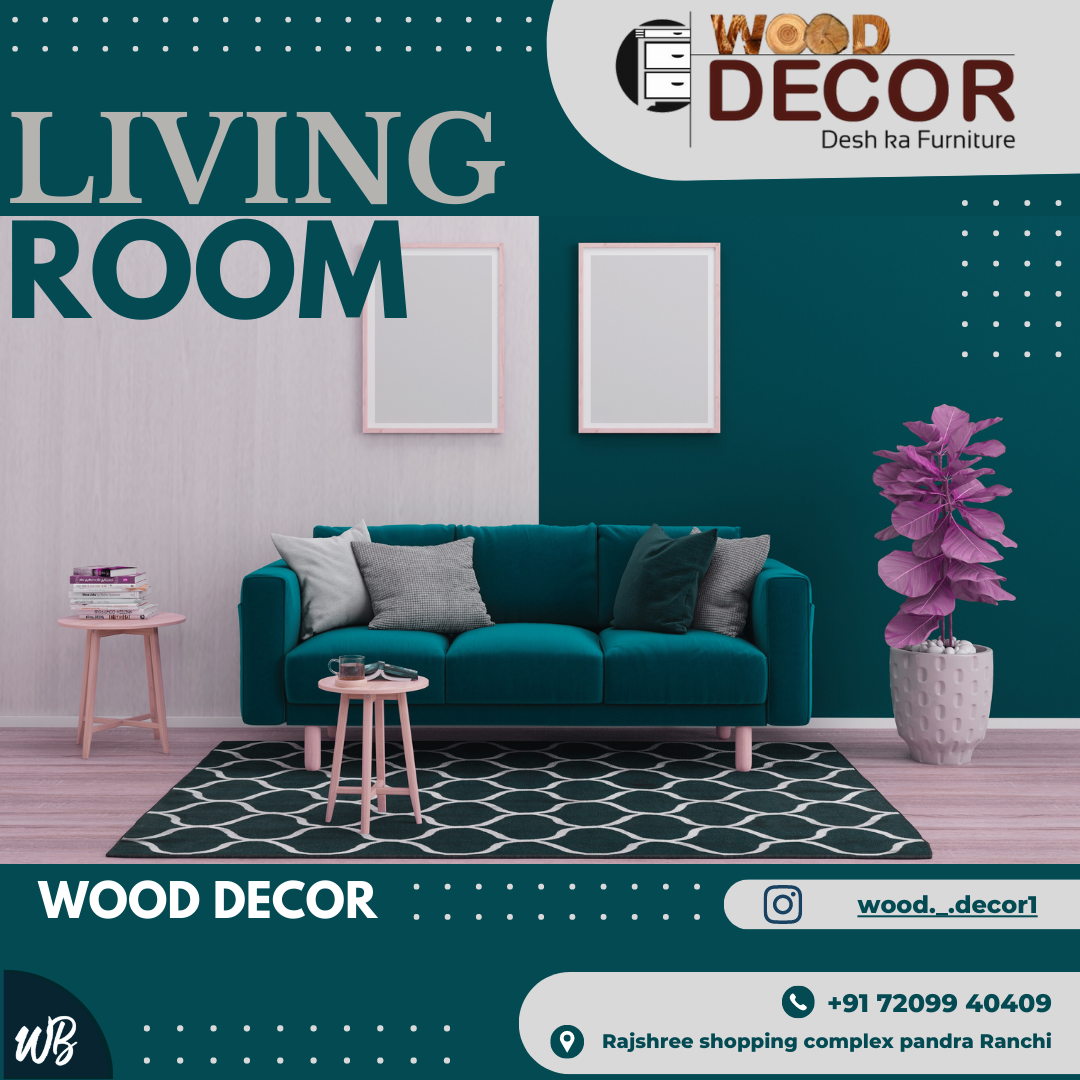 WOOD
DECOR
Desh ka Furniture
LIVING
ROOM
WOOD DECOR
wood._.decor1
+91 72099 40409
Rajshree shopping complex pandra Ranchi
WB